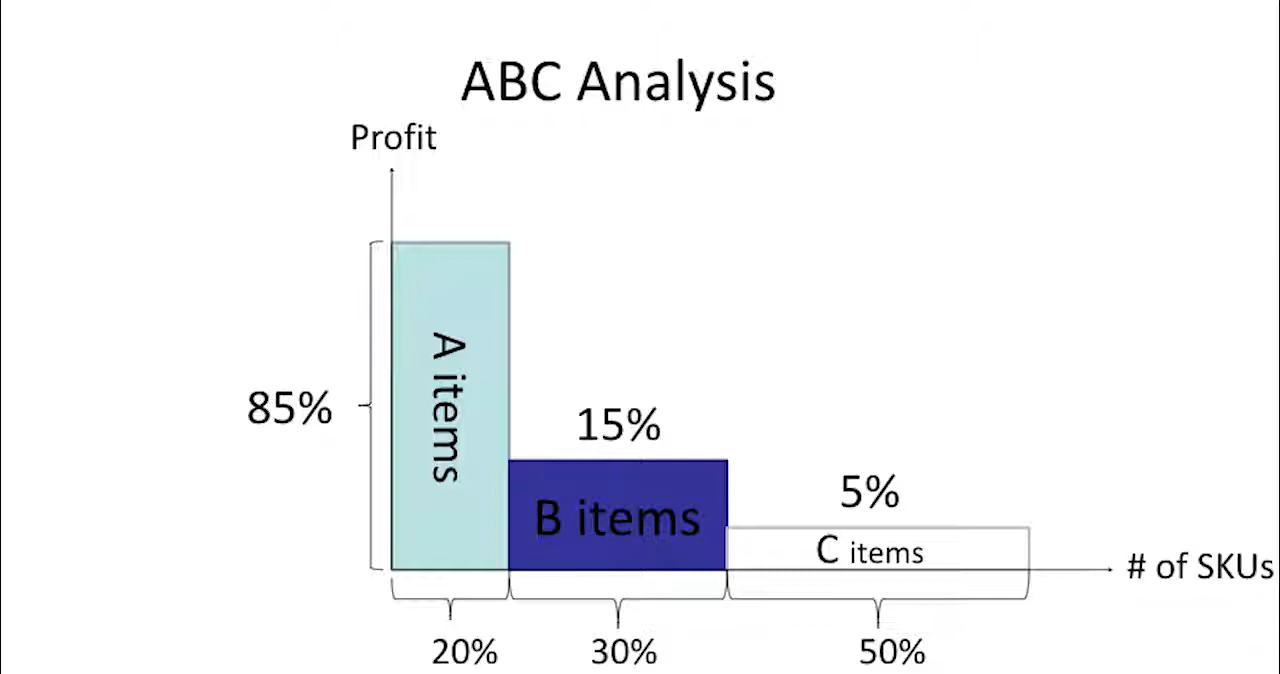 ABC Analysis
Profit
85%
A items
15%
B items
5%
C items
# of SKUs
20%
30%
50%